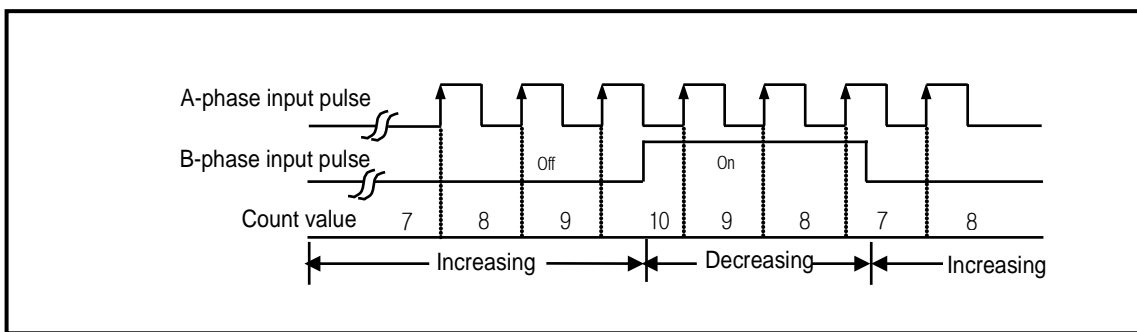 A-phase input pulse
B-phase input pulse
Off
On
Count value
7 8 9 10 9 8 7 8
Increasing
Decreasing
Increasing